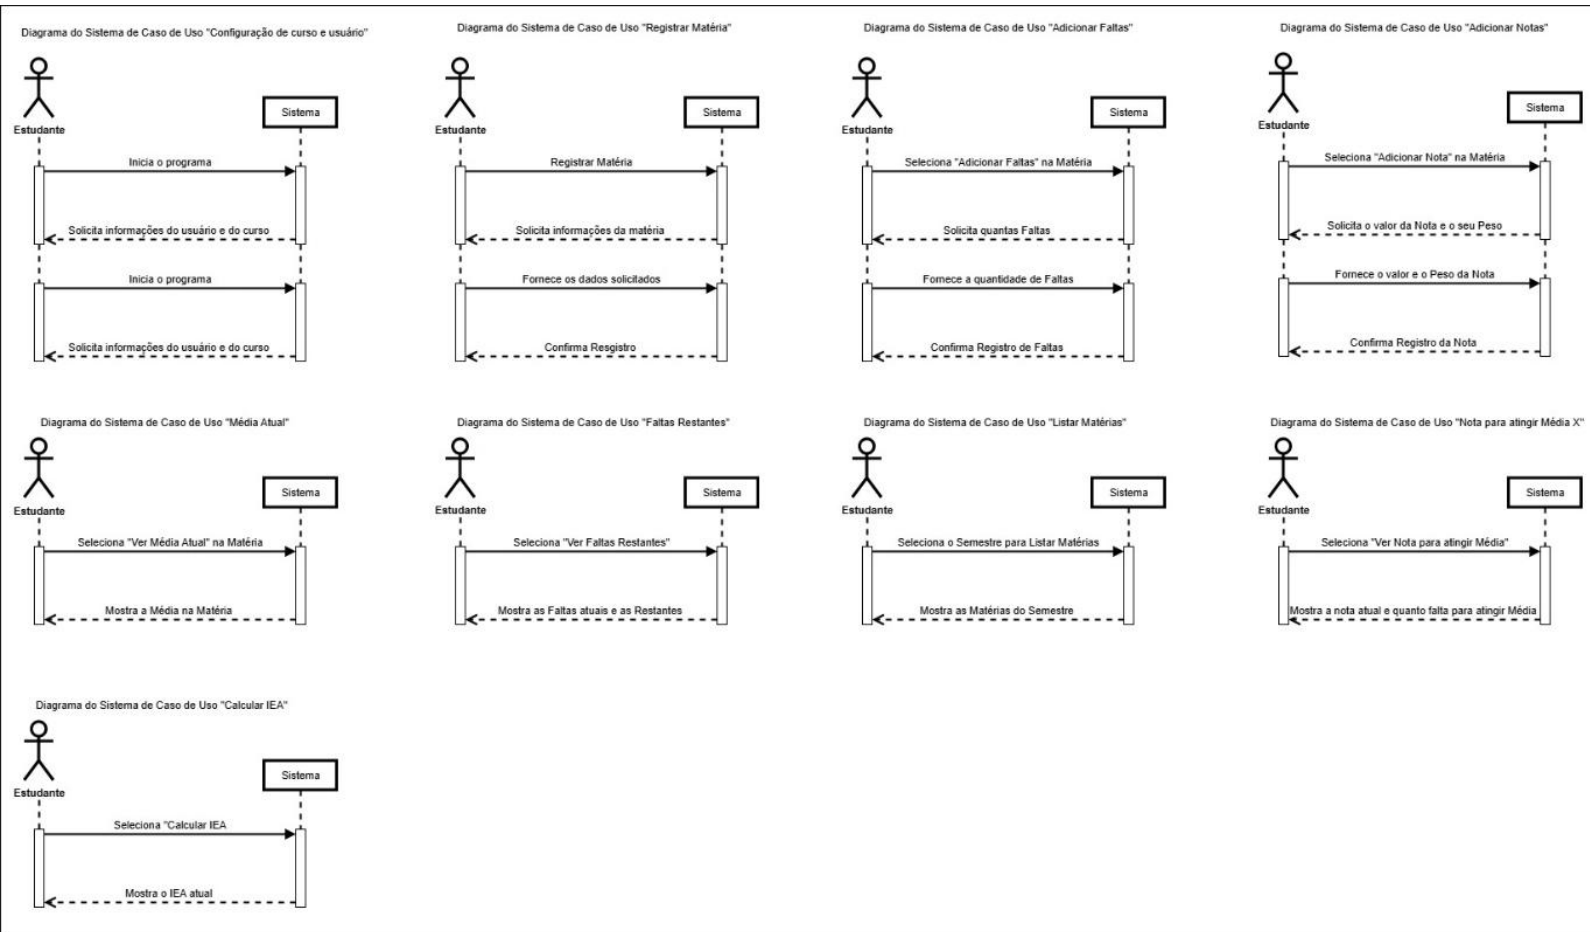 Diagrama do Sistema de Caso de Uso "Configuração de curso e usuário"
Estudante
Sistema
Inicia o programa
Solicita informações do usuário e do curso
Inicia o programa
Solicita informações do usuário e do curso
Diagrama do Sistema de Caso de Uso "Registrar Matéria"
Estudante
Sistema
Registrar Matéria
Solicita informações da matéria
Fornece os dados solicitados
Confirma Resgistro
Diagrama do Sistema de Caso de Uso "Adicionar Faltas"
Estudante
Sistema
Seleciona "Adicionar Faltas" na Matéria
Solicita quantas Faltas
Fornece a quantidade de Faltas
Confirma Registro de Faltas
Diagrama do Sistema de Caso de Uso "Adicionar Notas"
Estudante
Sistema
Seleciona "Adicionar Nota" na Matéria
Solicita o valor da Nota e o seu Peso
Fornece o valor e o Peso da Nota
Confirma Registro da Nota
Diagrama do Sistema de Caso de Uso "Média Atual"
Estudante
Sistema
Seleciona "Ver Média Atual" na Matéria
Mostra a Média na Matéria
Diagrama do Sistema de Caso de Uso "Faltas Restantes"
Estudante
Sistema
Seleciona "Ver Faltas Restantes"
Mostra as Faltas atuais e as Restantes
Diagrama do Sistema de Caso de Uso "Listar Matérias"
Estudante
Sistema
Seleciona o Semestre para Listar Matérias
Mostra as Matérias do Semestre
Diagrama do Sistema de Caso de Uso "Nota para atingir Média X"
Estudante
Sistema
Seleciona "Ver Nota para atingir Média"
Mostra a nota atual e quanto falta para atingir Média
Diagrama do Sistema de Caso de Uso "Calcular IEA"
Estudante
Sistema
Seleciona "Calcular IEA
Mostra o IEA atual